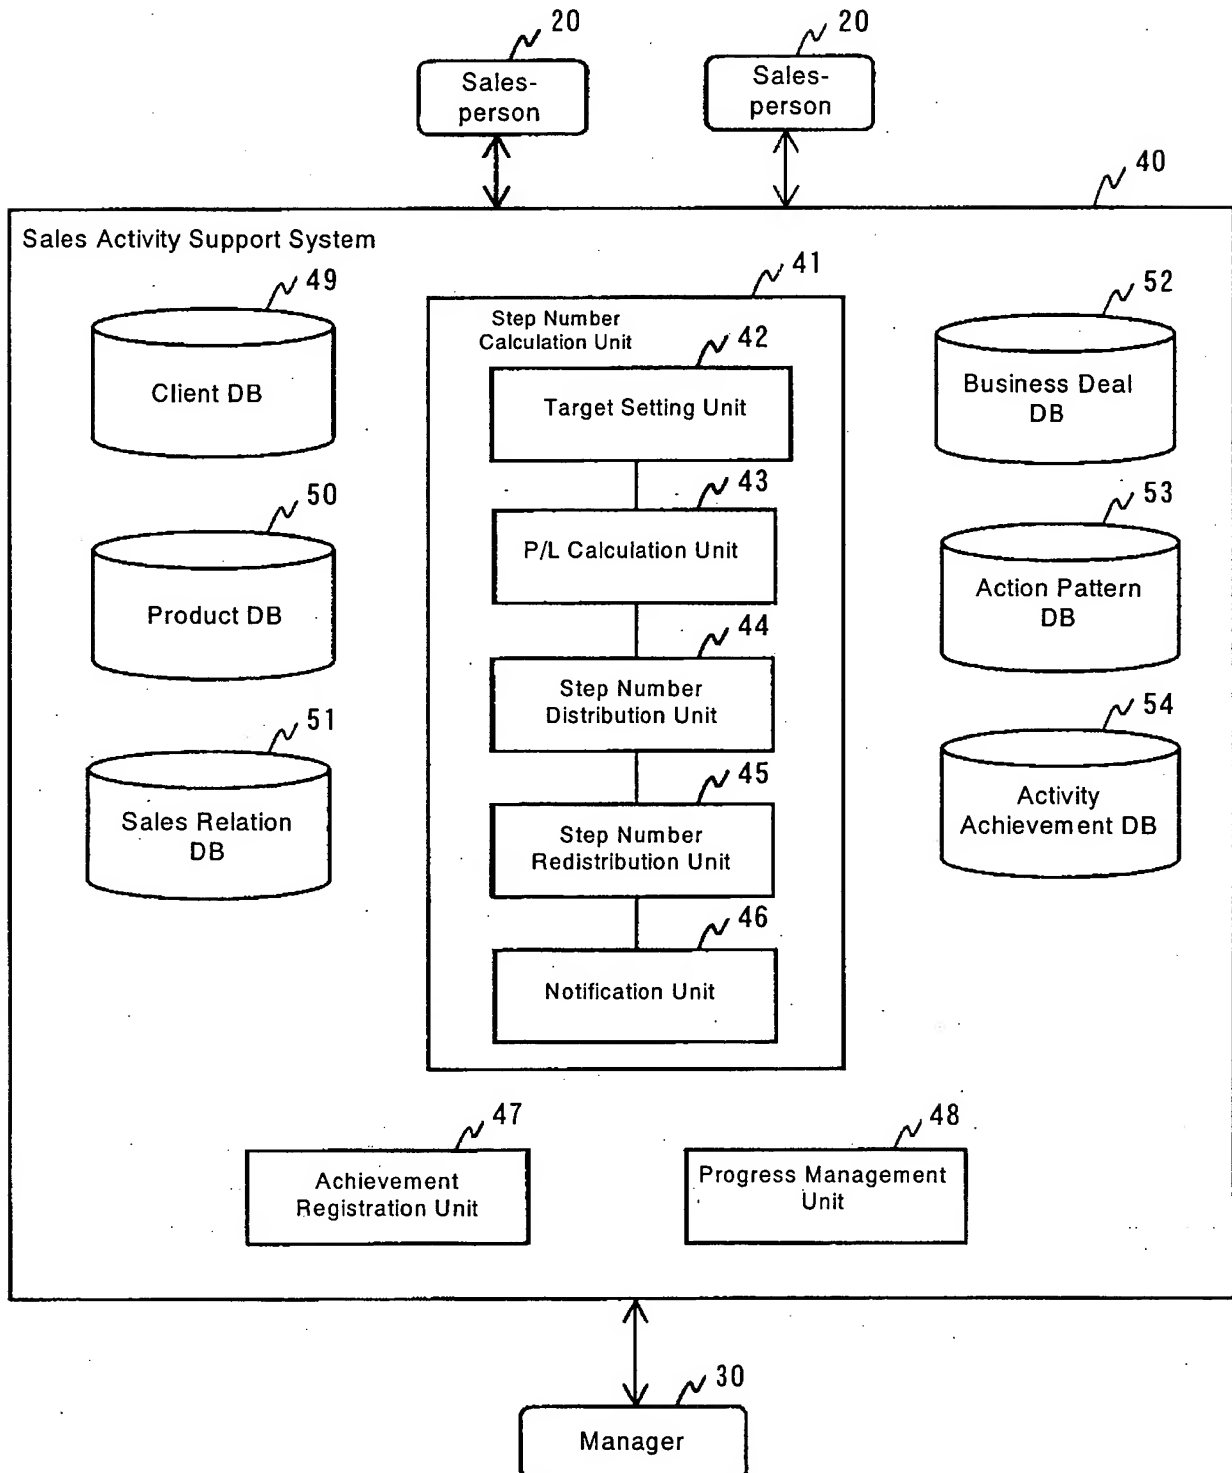 20
20
Sales-
person
Sales-
person
40
Sales Activity Support System
49
41
52
Step Number
Calculation Unit
42
Client DB
Target Setting Unit
Business Deal
DB
50
43
53
Product DB
P/L Calculation Unit
Action Pattern
DB
44
Step Number
Distribution Unit
51
54
45
Sales Relation
DB
Step Number
Redistribution Unit
Activity
Achievement DB
46
Notification Unit
47
48
Achievement
Registration Unit
Progress Management
Unit
30
Manager